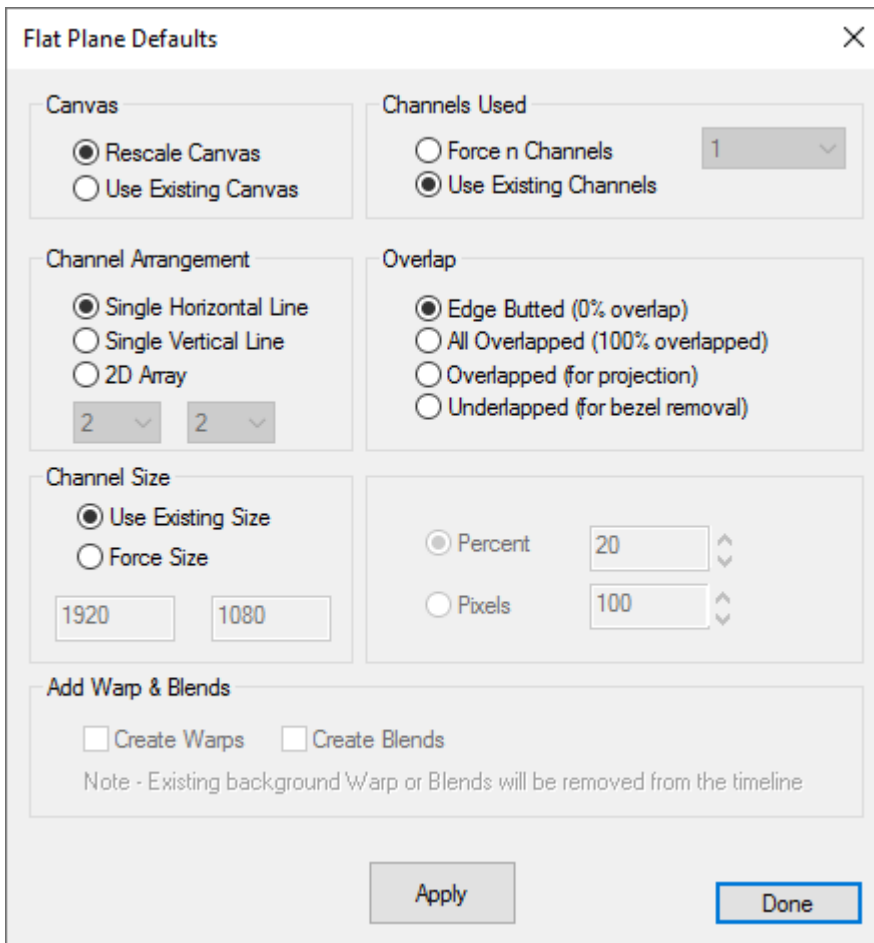 Flat Plane Defaults
Canvas
Rescale Canvas
Use Existing Canvas
Channels Used
Force n Channels
1
Use Existing Channels
Channel Arrangement
Single Horizontal Line
Single Vertical Line
2D Array
2 2
Overlap
Edge Butted (0% overlap)
All Overlapped (100% overlapped)
Overlapped (for projection)
Underlapped (for bezel removal)
Channel Size
Use Existing Size
Force Size
1920 1080
Percent 20
Pixels 100
Add Warp & Blends
Create Warps Create Blends
Note - Existing background Warp or Blends will be removed from the timeline
Apply
Done